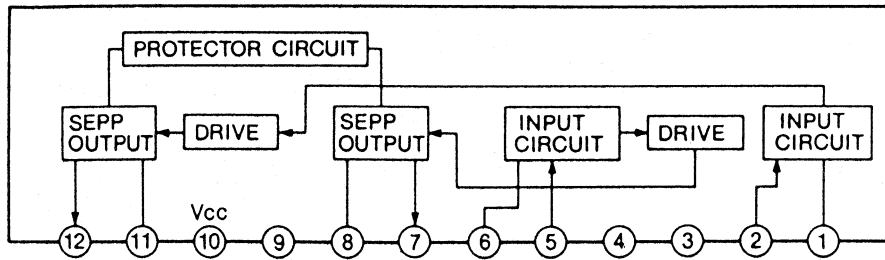 PROTECTOR CIRCUIT
SEPP
OUTPUT
DRIVE
SEPP
OUTPUT
INPUT
CIRCUIT
DRIVE
INPUT
CIRCUIT
Vcc
12 11 10 9 8 7 6 5 4 3 2 1